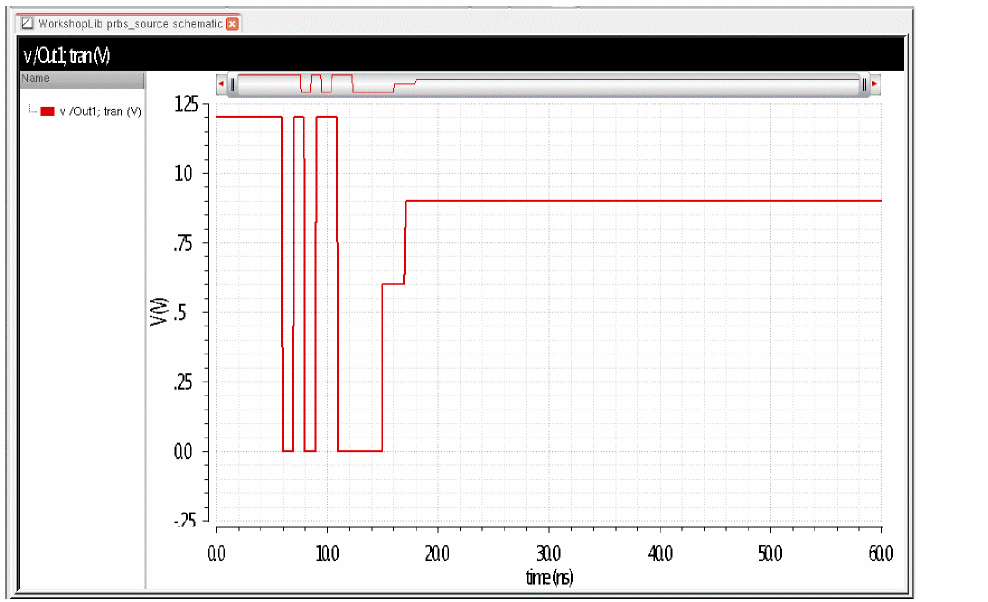 WorkshopLib prbs_source schematic
v /Out1; tran (V)
Name
v /Out1; tran (V)
1.25
1.0
.75
.5
.25
0.0
-.25
V (V)
0.0 10.0 20.0 30.0 40.0 50.0 60.0
time (ns)